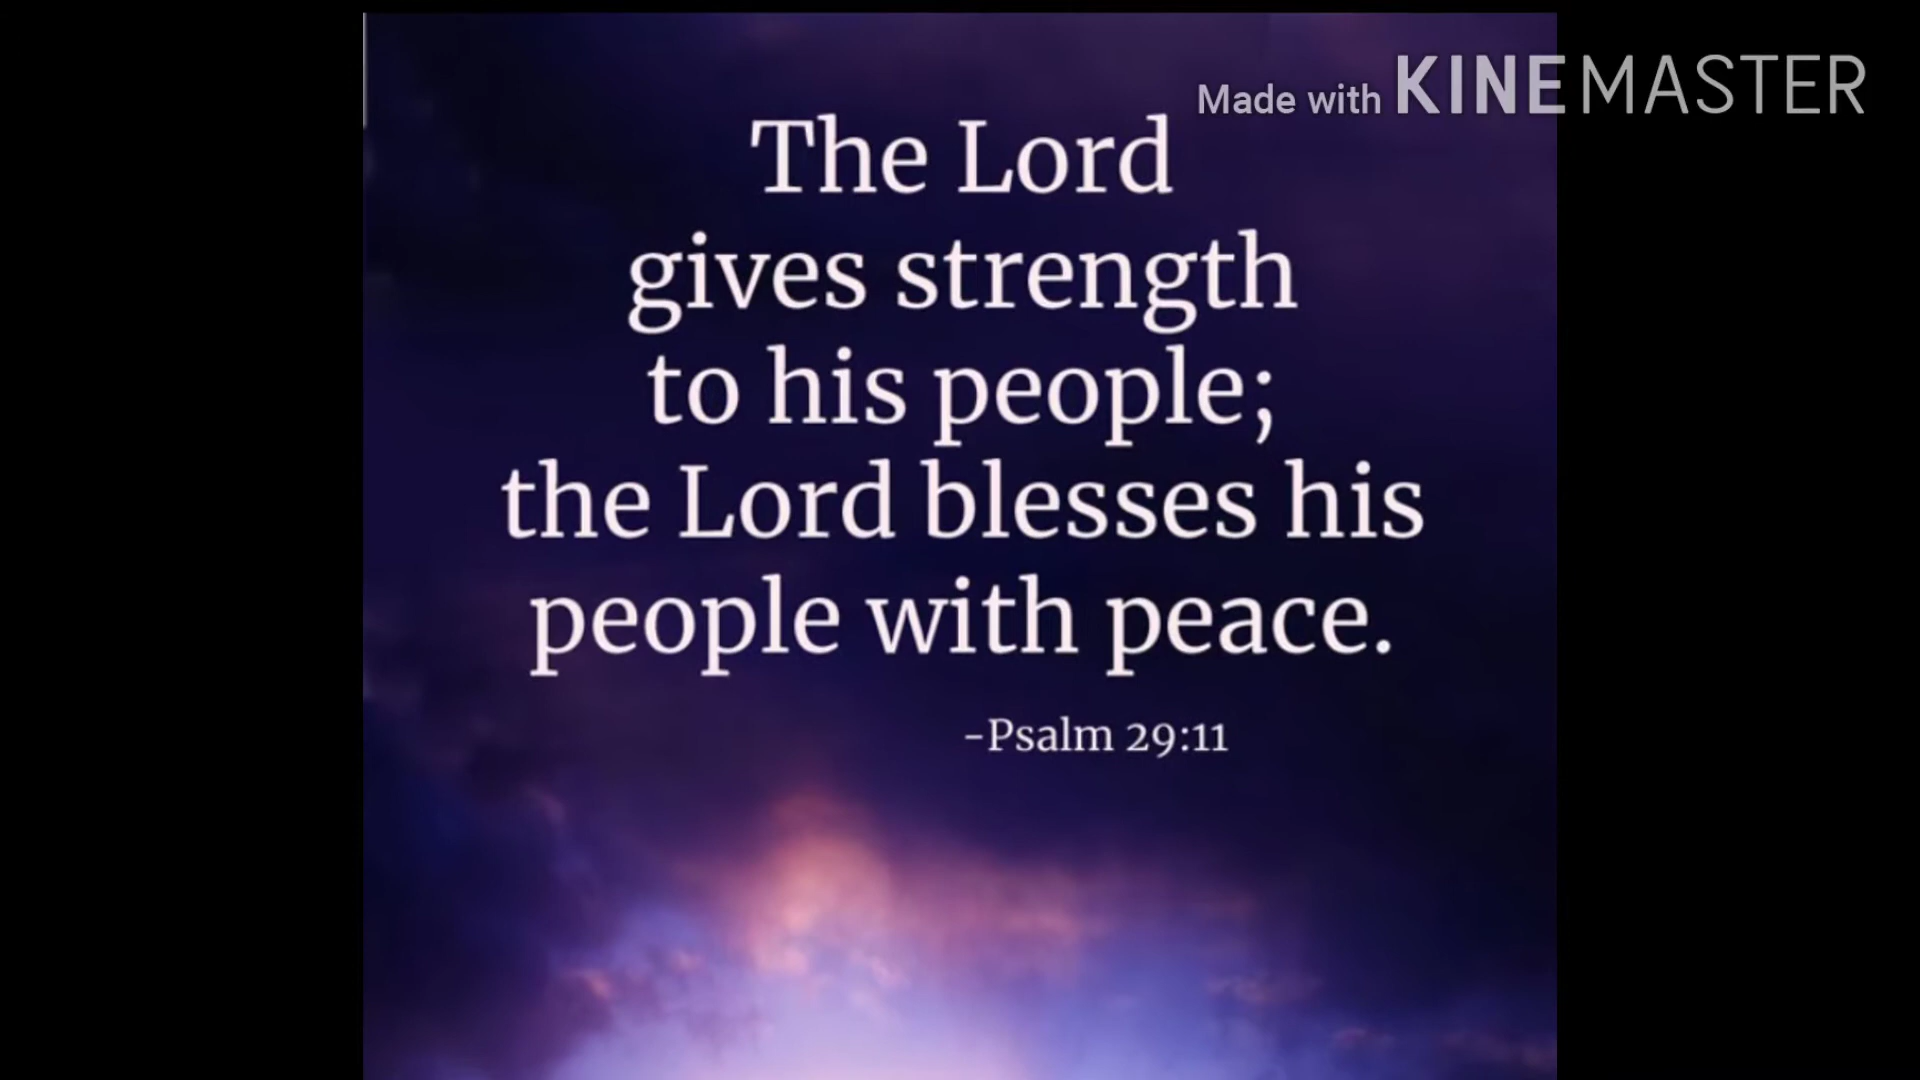 Made with KINEMASTER
The Lord
gives strength
to his people;
the Lord blesses his
people with peace.
-Psalm 29:11